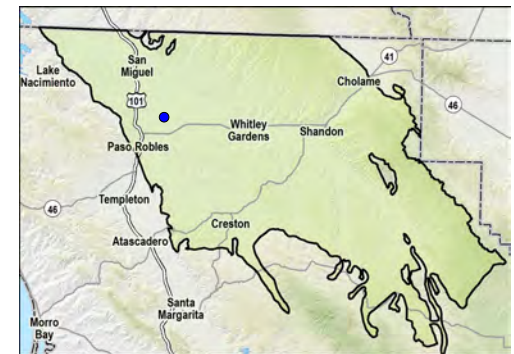 San
Miguel
41
Lake
Nacimiento
Cholame
101
46
Whitley
Gardens
Shandon
Paso Robles
Templeton
46
Creston
Atascadero
Santa
Margarita
Morro
Bay